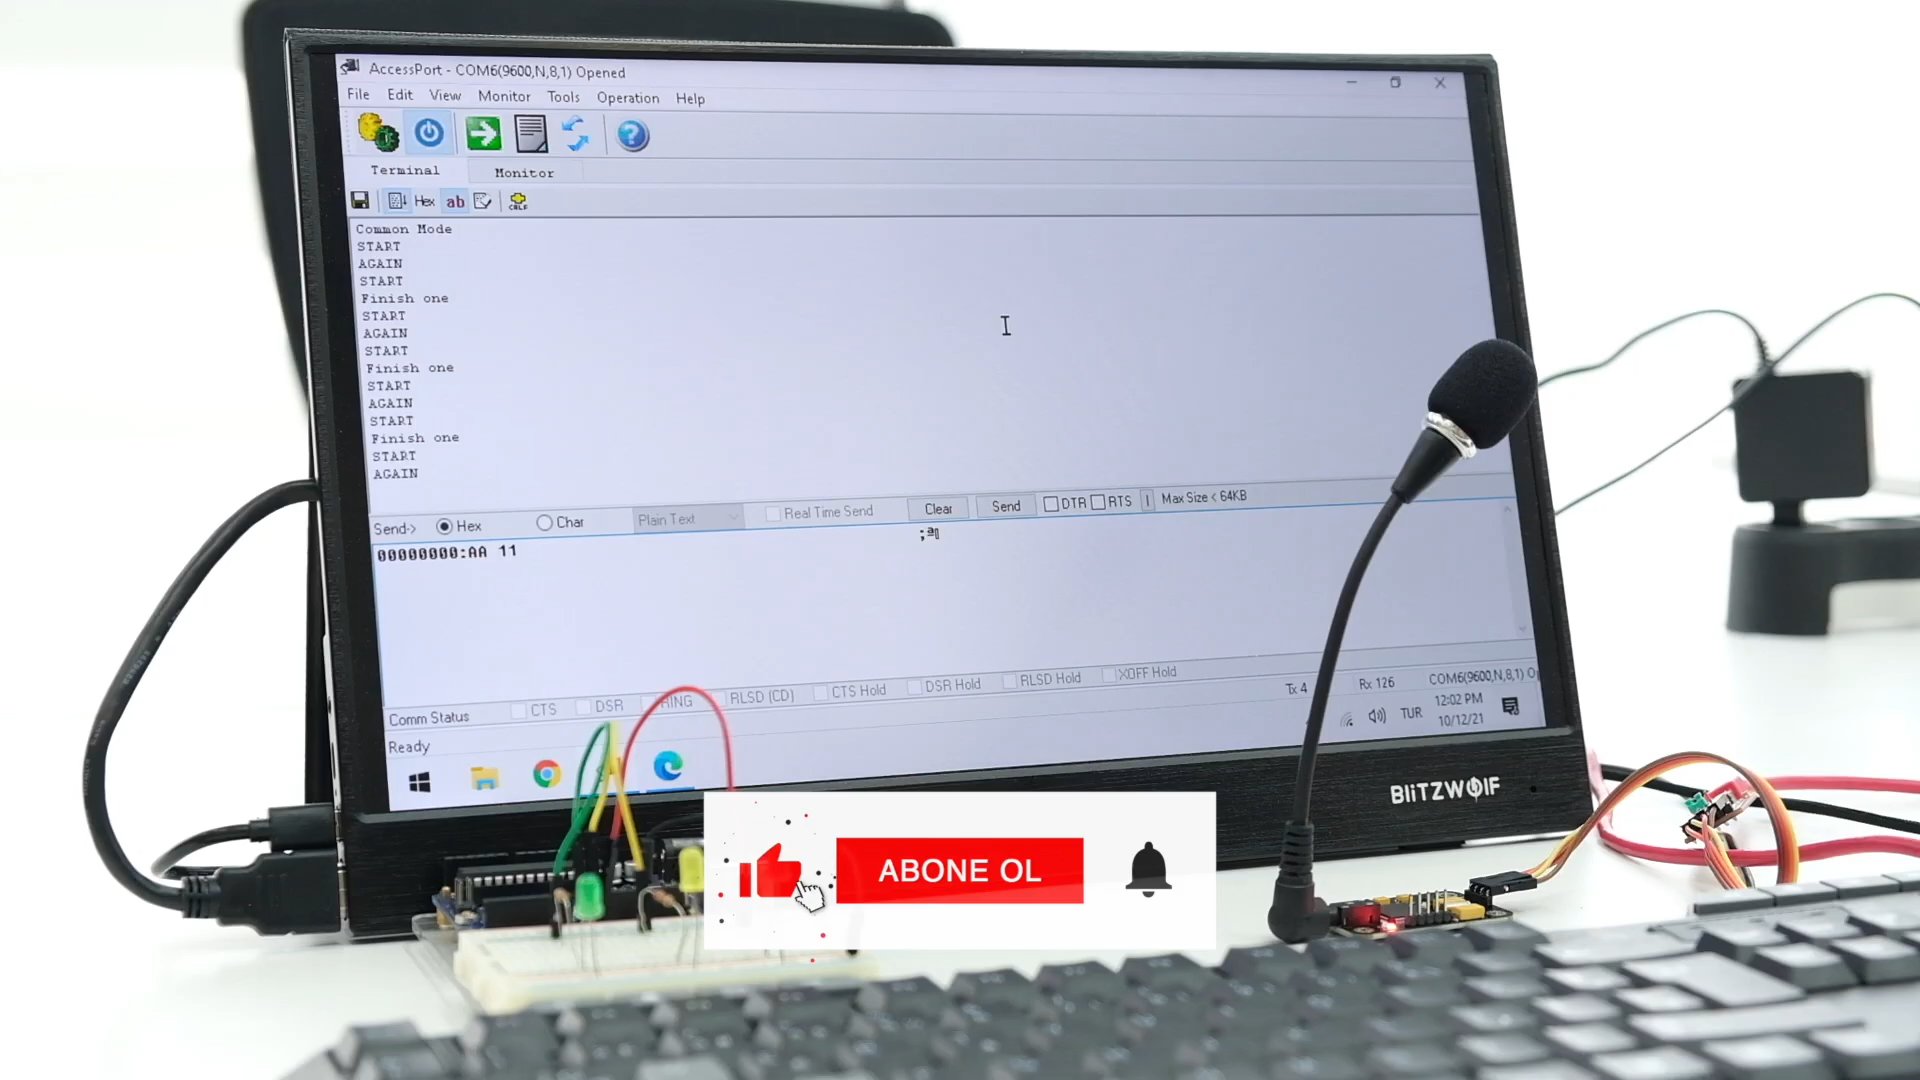 AccessPort - COM6(9600,N,8,1) Opened
File Edit View Monitor Tools Operation Help
Terminal Monitor
Hex ab CRLF
Common Mode
START
AGAIN
START
Finish one
START
AGAIN
START
Finish one
START
AGAIN
START
Finish one
START
AGAIN
Send-> Hex Char Plain Text Real Time Send Clear Send DTR RTS Max Size < 64KB
00000000:AA 11
Comm Status CTS DSR RING RLSD (CD) CTS Hold DSR Hold RLSD Hold XOFF Hold Tx 4 Rx 126 COM6(9600,N,8,1)
Ready
TUR 12:02 PM
10/12/21
BLiTZWOLF
ABONE OL